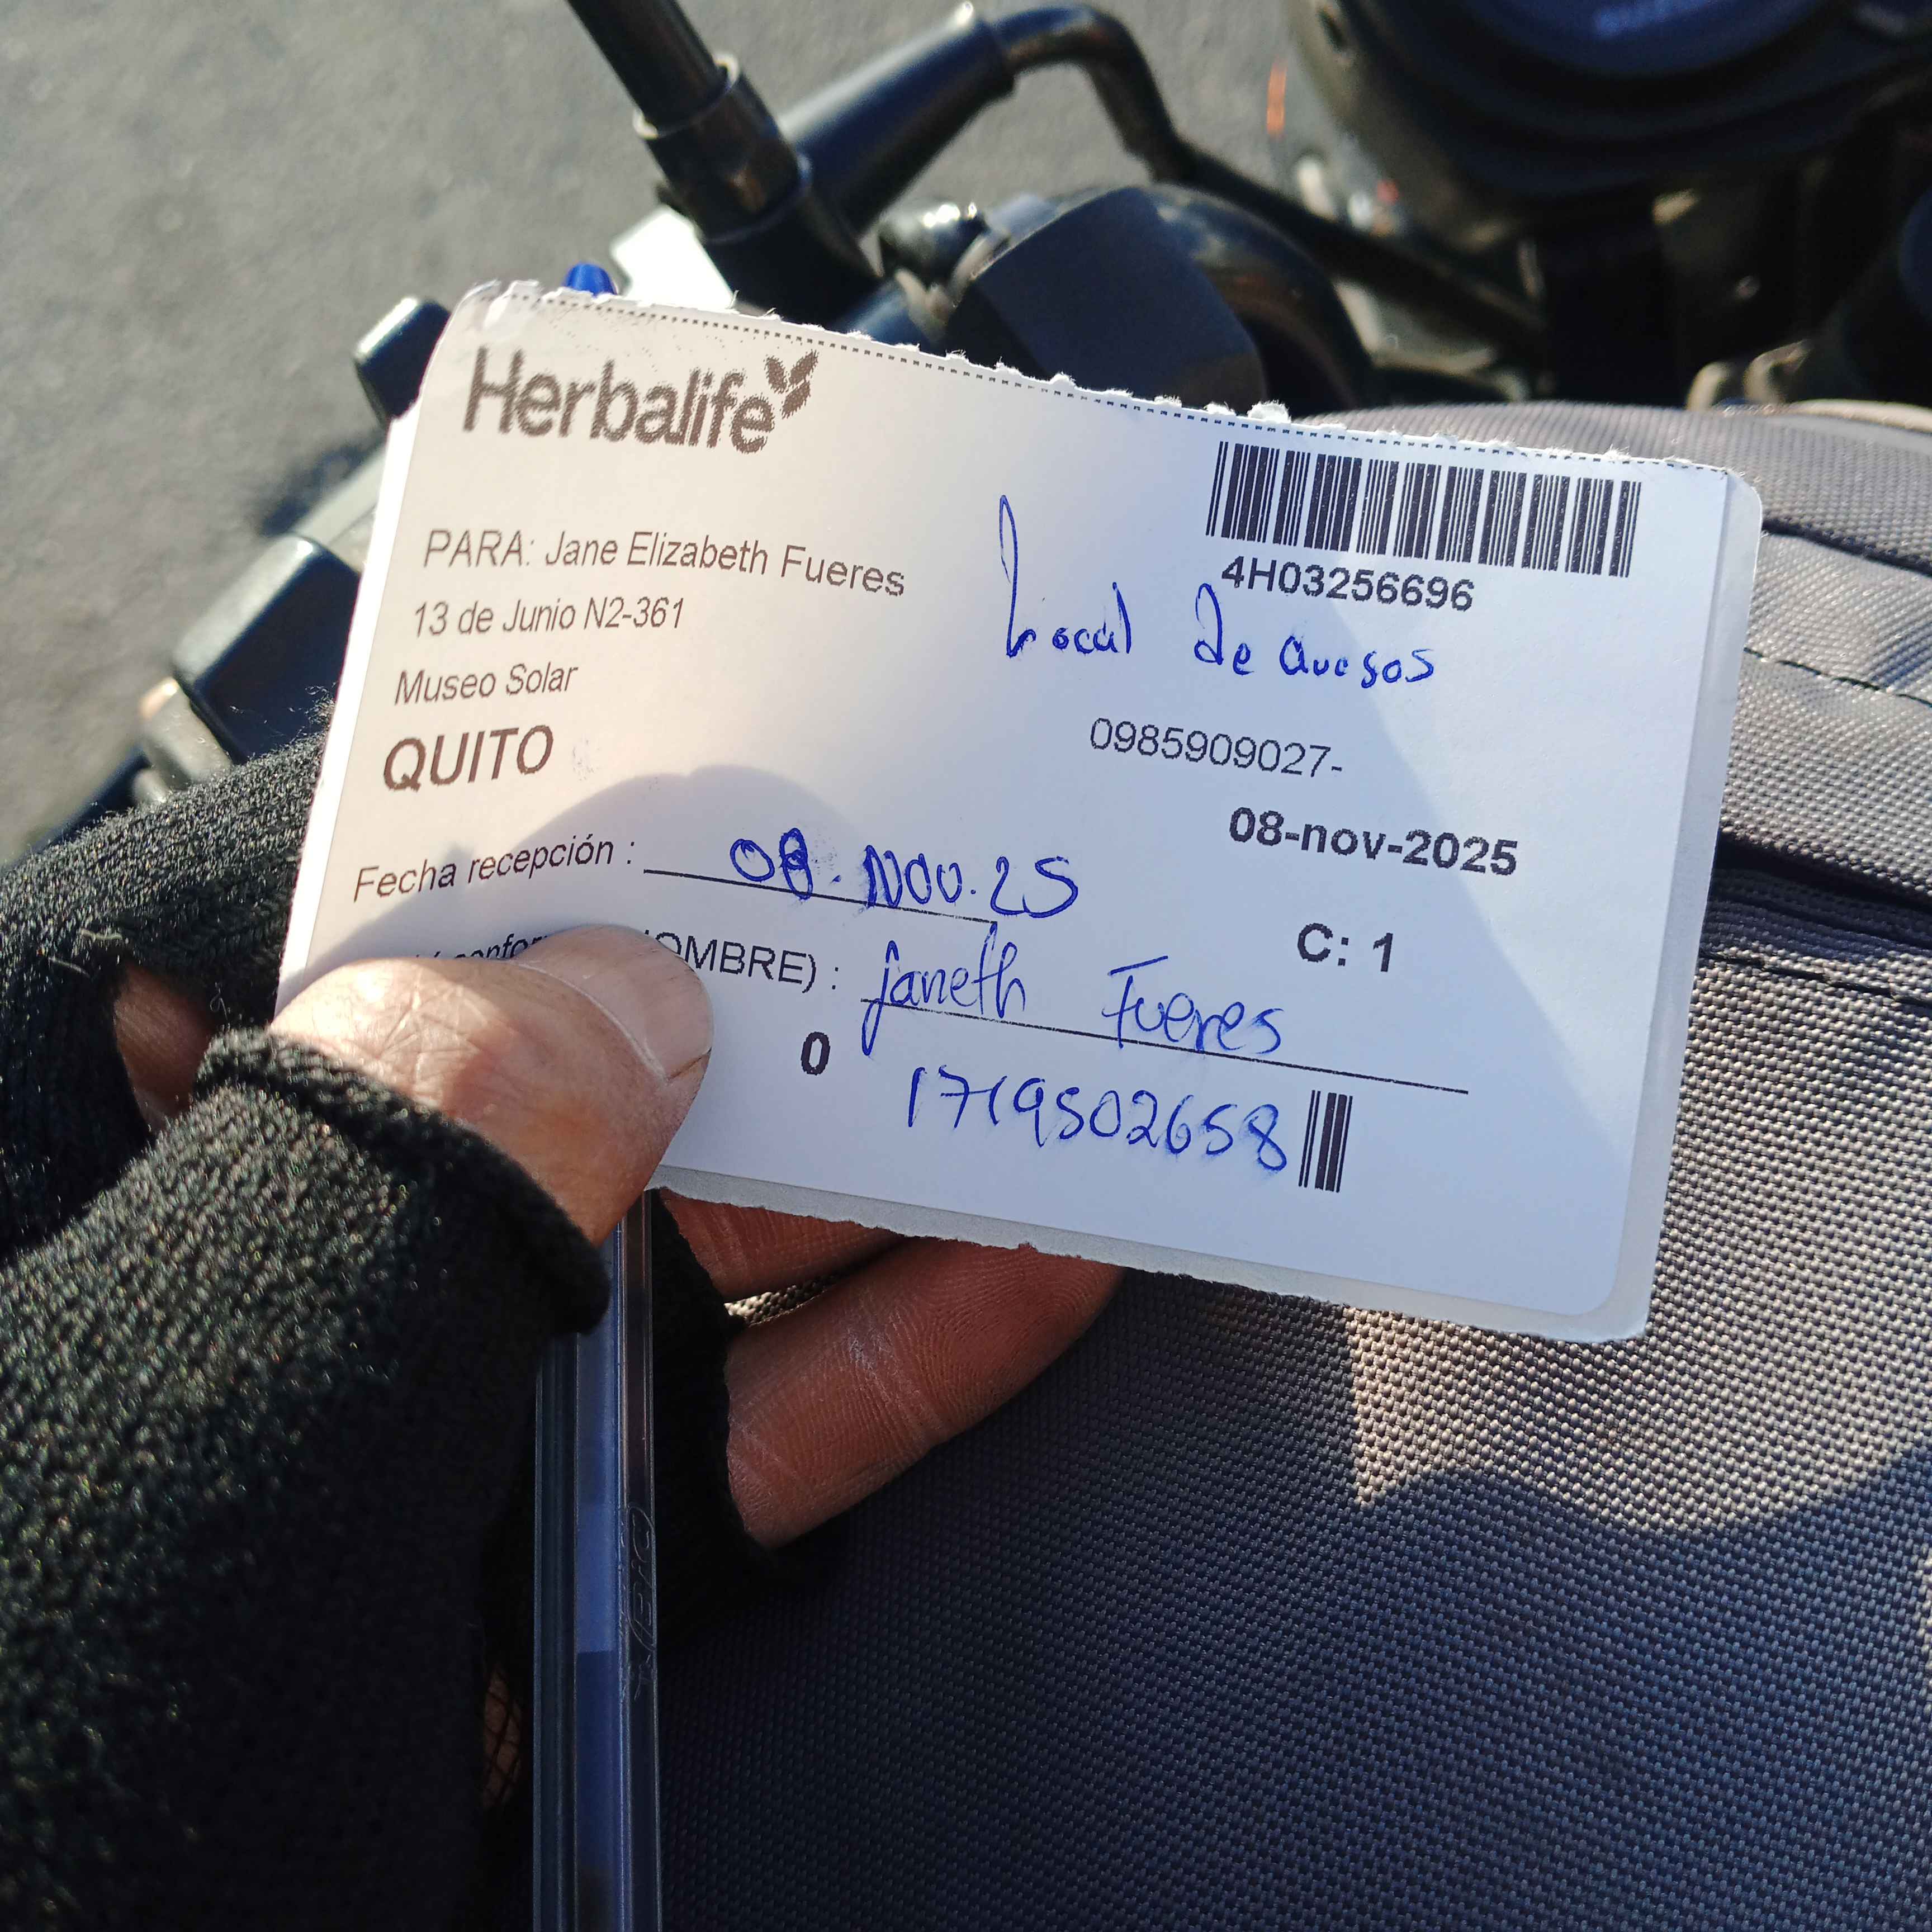 Herbalife
4H03256696
PARA: Jane Elizabeth Fueres
13 de Junio N2-361
Local de quesos
Museo Solar
0985909027-
QUITO
08-nov-2025
Fecha recepción : 08. NOV. 25
C: 1
OMBRE) : janeth Fueres
0
1719502658